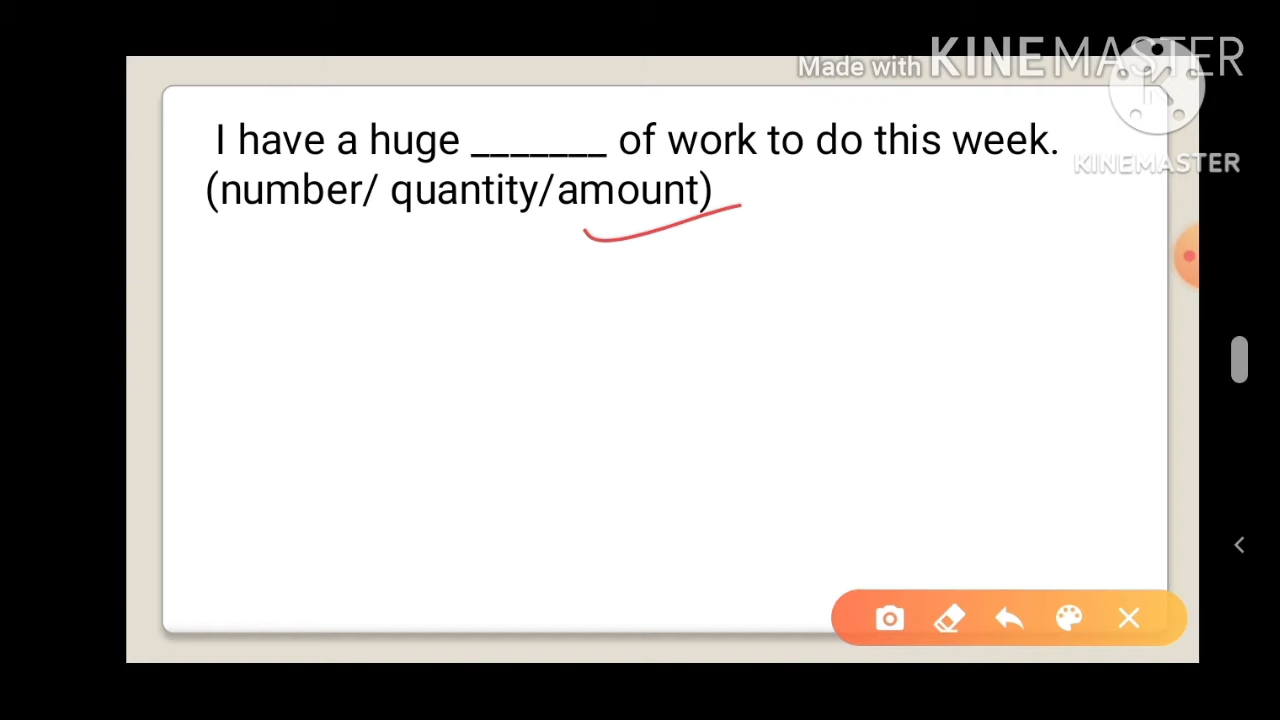 Made with KINEMASTER
KINEMASTER
I have a huge _______ of work to do this week.
(number/ quantity/amount)